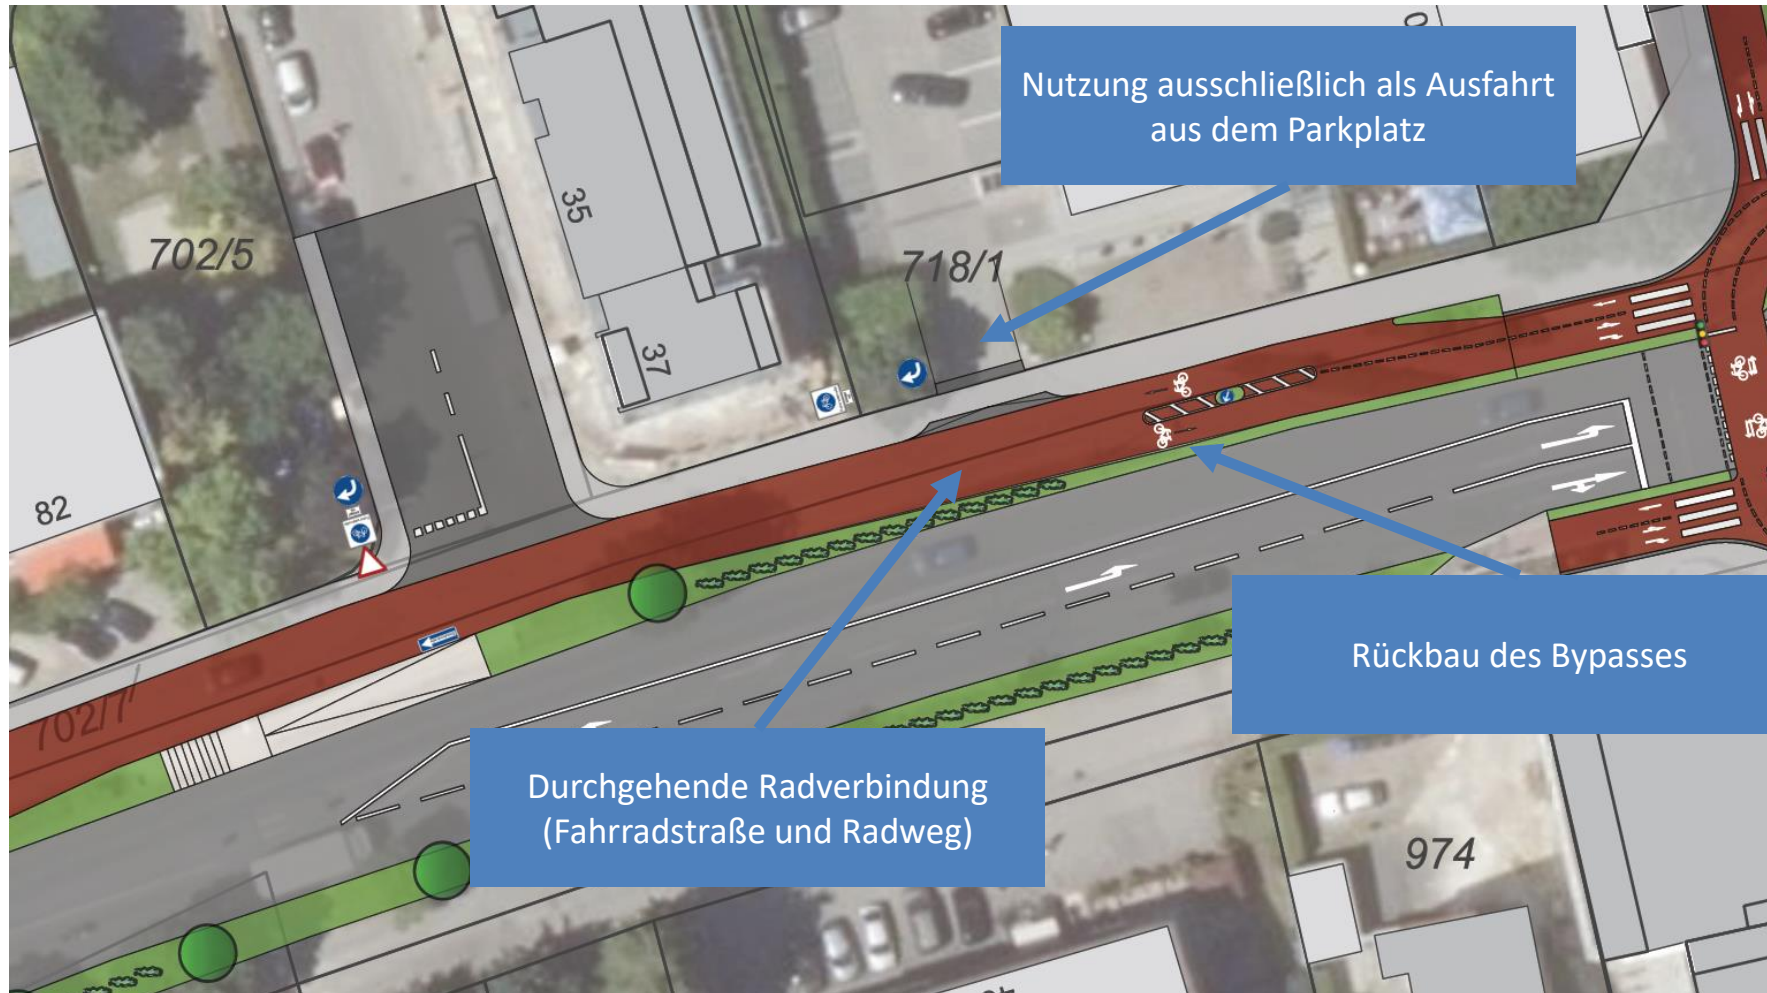 Nutzung ausschließlich als Ausfahrt
aus dem Parkplatz
702/5
35
718/1
37
82
702/7
Rückbau des Bypasses
Durchgehende Radverbindung
(Fahrradstraße und Radweg)
974